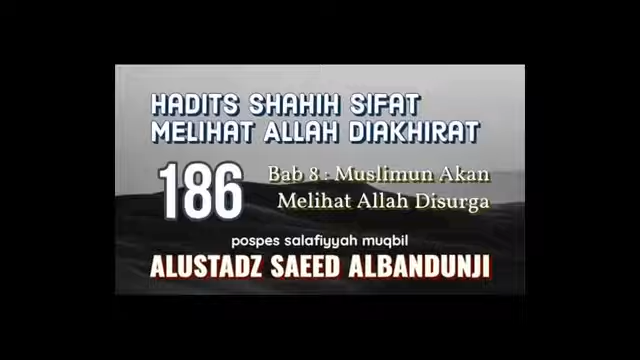 HADITS SHAHIH SIFAT
MELIHAT ALLAH DIAKHIRAT
186
Bab 8 : Muslimun Akan
Melihat Allah Disurga
pospes salafiyyah muqbil
ALUSTADZ SAEED ALBANDUNJI